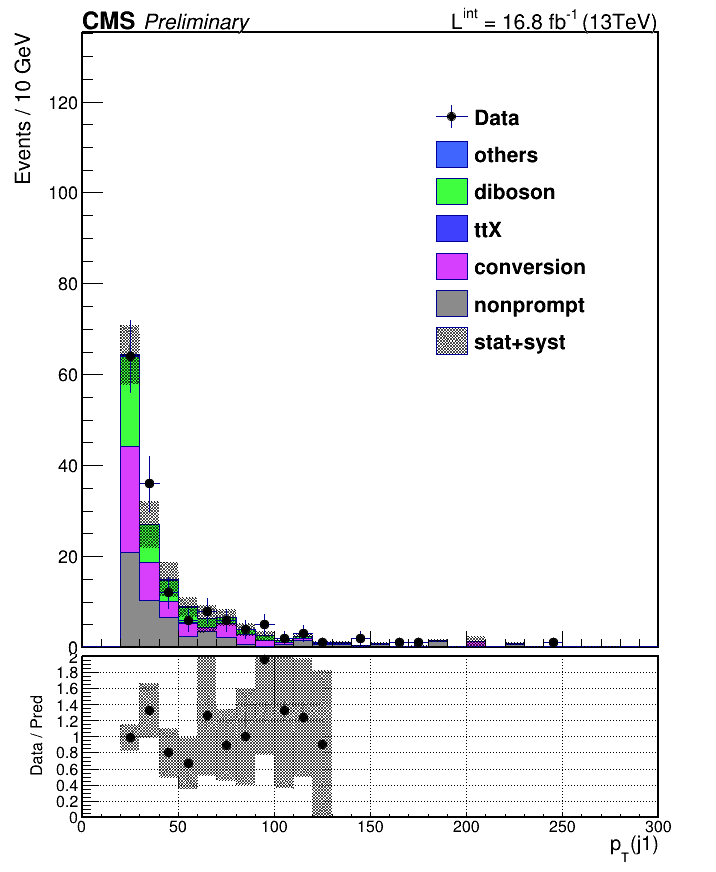 CMS Preliminary L^int = 16.8 fb^-1 (13TeV)
Events / 10 GeV
120
100
80
60
40
20
0
Data
others
diboson
ttX
conversion
nonprompt
stat+syst
Data / Pred
2
1.8
1.6
1.4
1.2
1
0.8
0.6
0.4
0.2
0
0 50 100 150 200 250 300
p_T(j1)